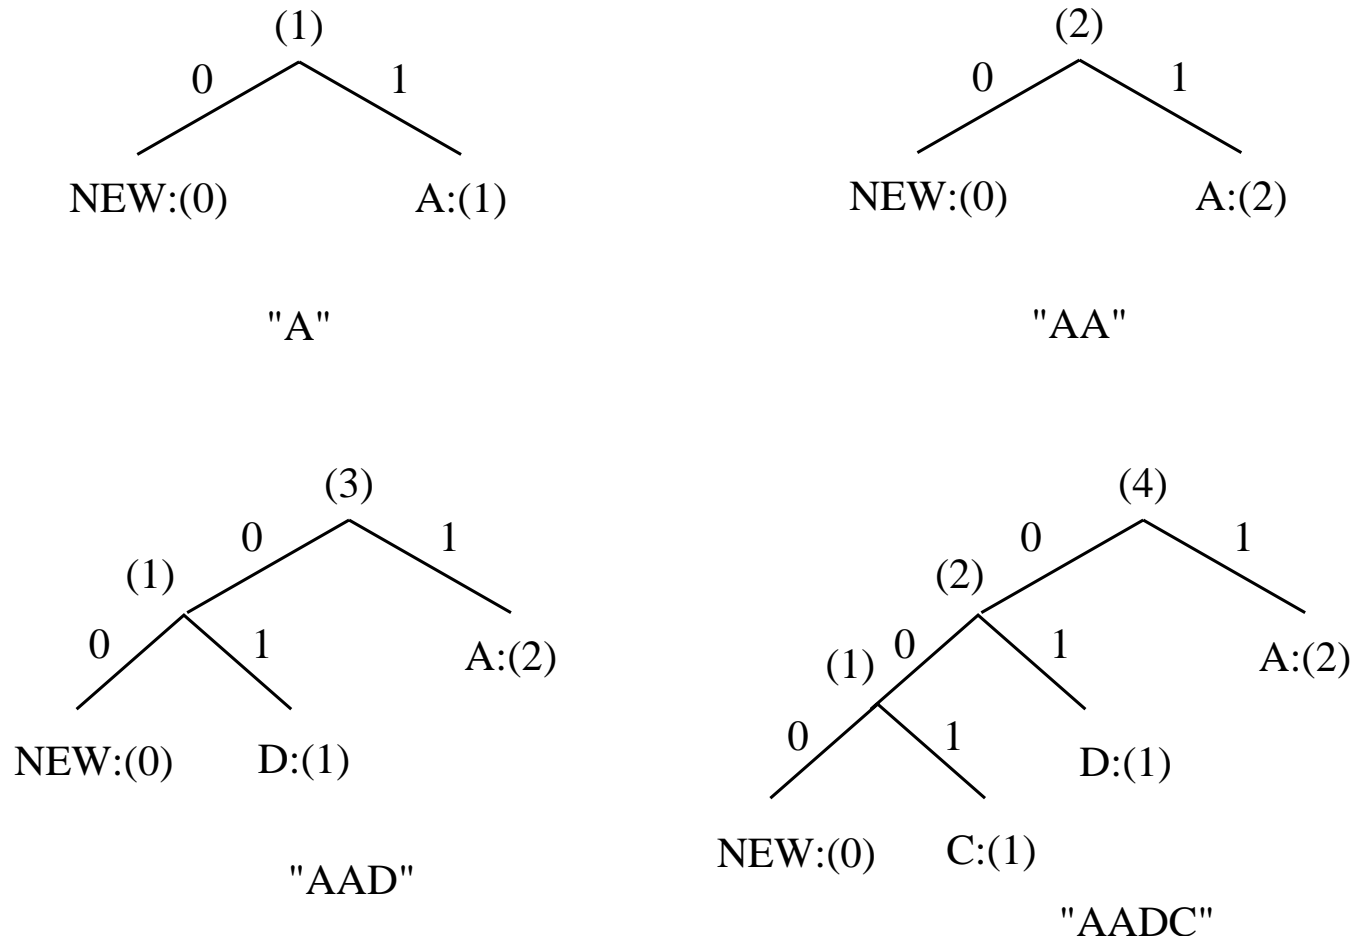 (1)
0 1
NEW:(0) A:(1)
"A"
(2)
0 1
NEW:(0) A:(2)
"AA"
(3)
0 1
(1)
0 1
A:(2)
NEW:(0) D:(1)
"AAD"
(4)
0 1
(2)
0 1
A:(2)
(1)
0 1
D:(1)
NEW:(0) C:(1)
"AADC"